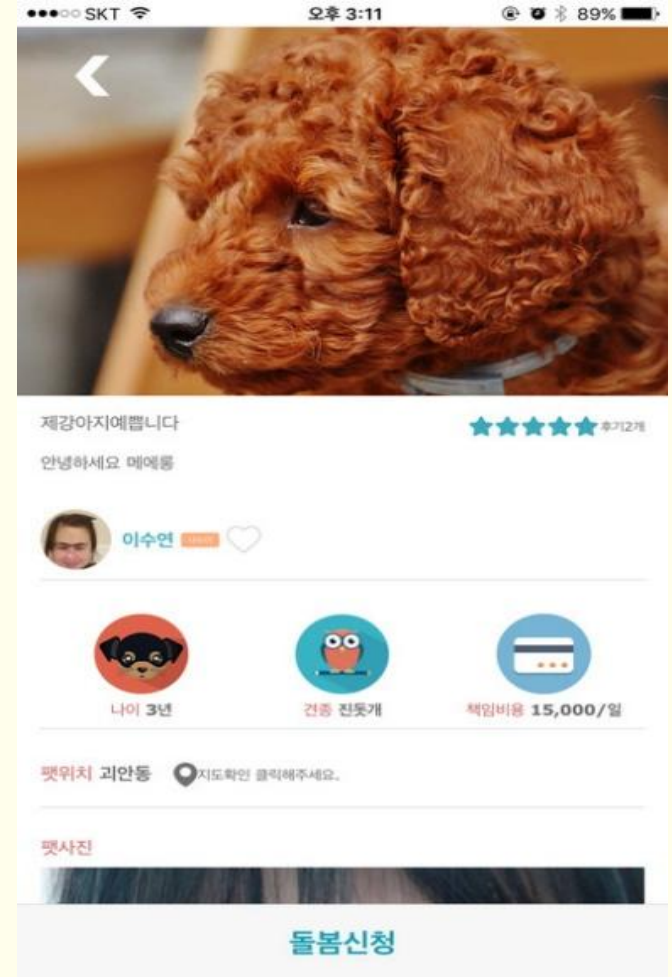 SKT 오후 3:11 89%
제강아지예쁩니다 후기2개
안녕하세요 메에롱
이수연
나이 3년 견종 진돗개 책임비용 15,000/일
팻위치 괴안동 지도확인 클릭해주세요.
팻사진
돌봄신청